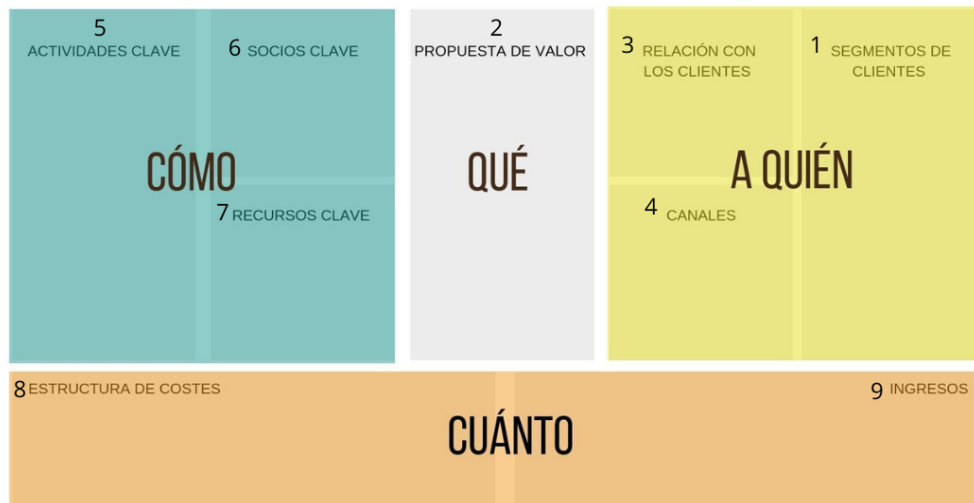 5
ACTIVIDADES CLAVE
6 SOCIOS CLAVE
CÓMO
7 RECURSOS CLAVE
2
PROPUESTA DE VALOR
QUÉ
3 RELACIÓN CON
LOS CLIENTES
1 SEGMENTOS DE
CLIENTES
A QUIÉN
4 CANALES
8 ESTRUCTURA DE COSTES
9 INGRESOS
CUÁNTO